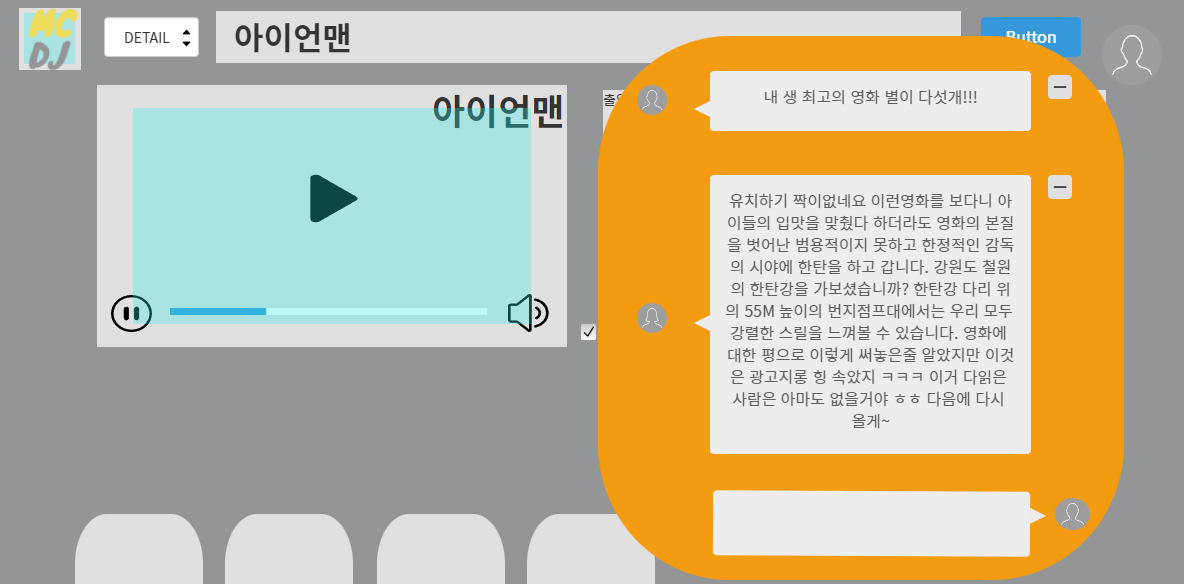 MC
DJ
DETAIL
아이언맨
Button
아이언맨
내 생 최고의 영화 별이 다섯개!!!
유치하기 짝이없네요 이런영화를 보다니 아
이들의 입맛을 맞췄다 하더라도 영화의 본질
을 벗어난 범용적이지 못하고 한정적인 감독
의 시야에 한탄을 하고 갑니다. 강원도 철원
의 한탄강을 가보셨습니까? 한탄강 다리 위
의 55M 높이의 번지점프대에서는 우리 모두
강렬한 스릴을 느껴볼 수 있습니다. 영화에
대한 평으로 이렇게 써놓은줄 알았지만 이것
은 광고지롱 힝 속았지 ㅋㅋㅋ 이거 다읽은
사람은 아마도 없을거야 ㅎㅎ 다음에 다시
올게~